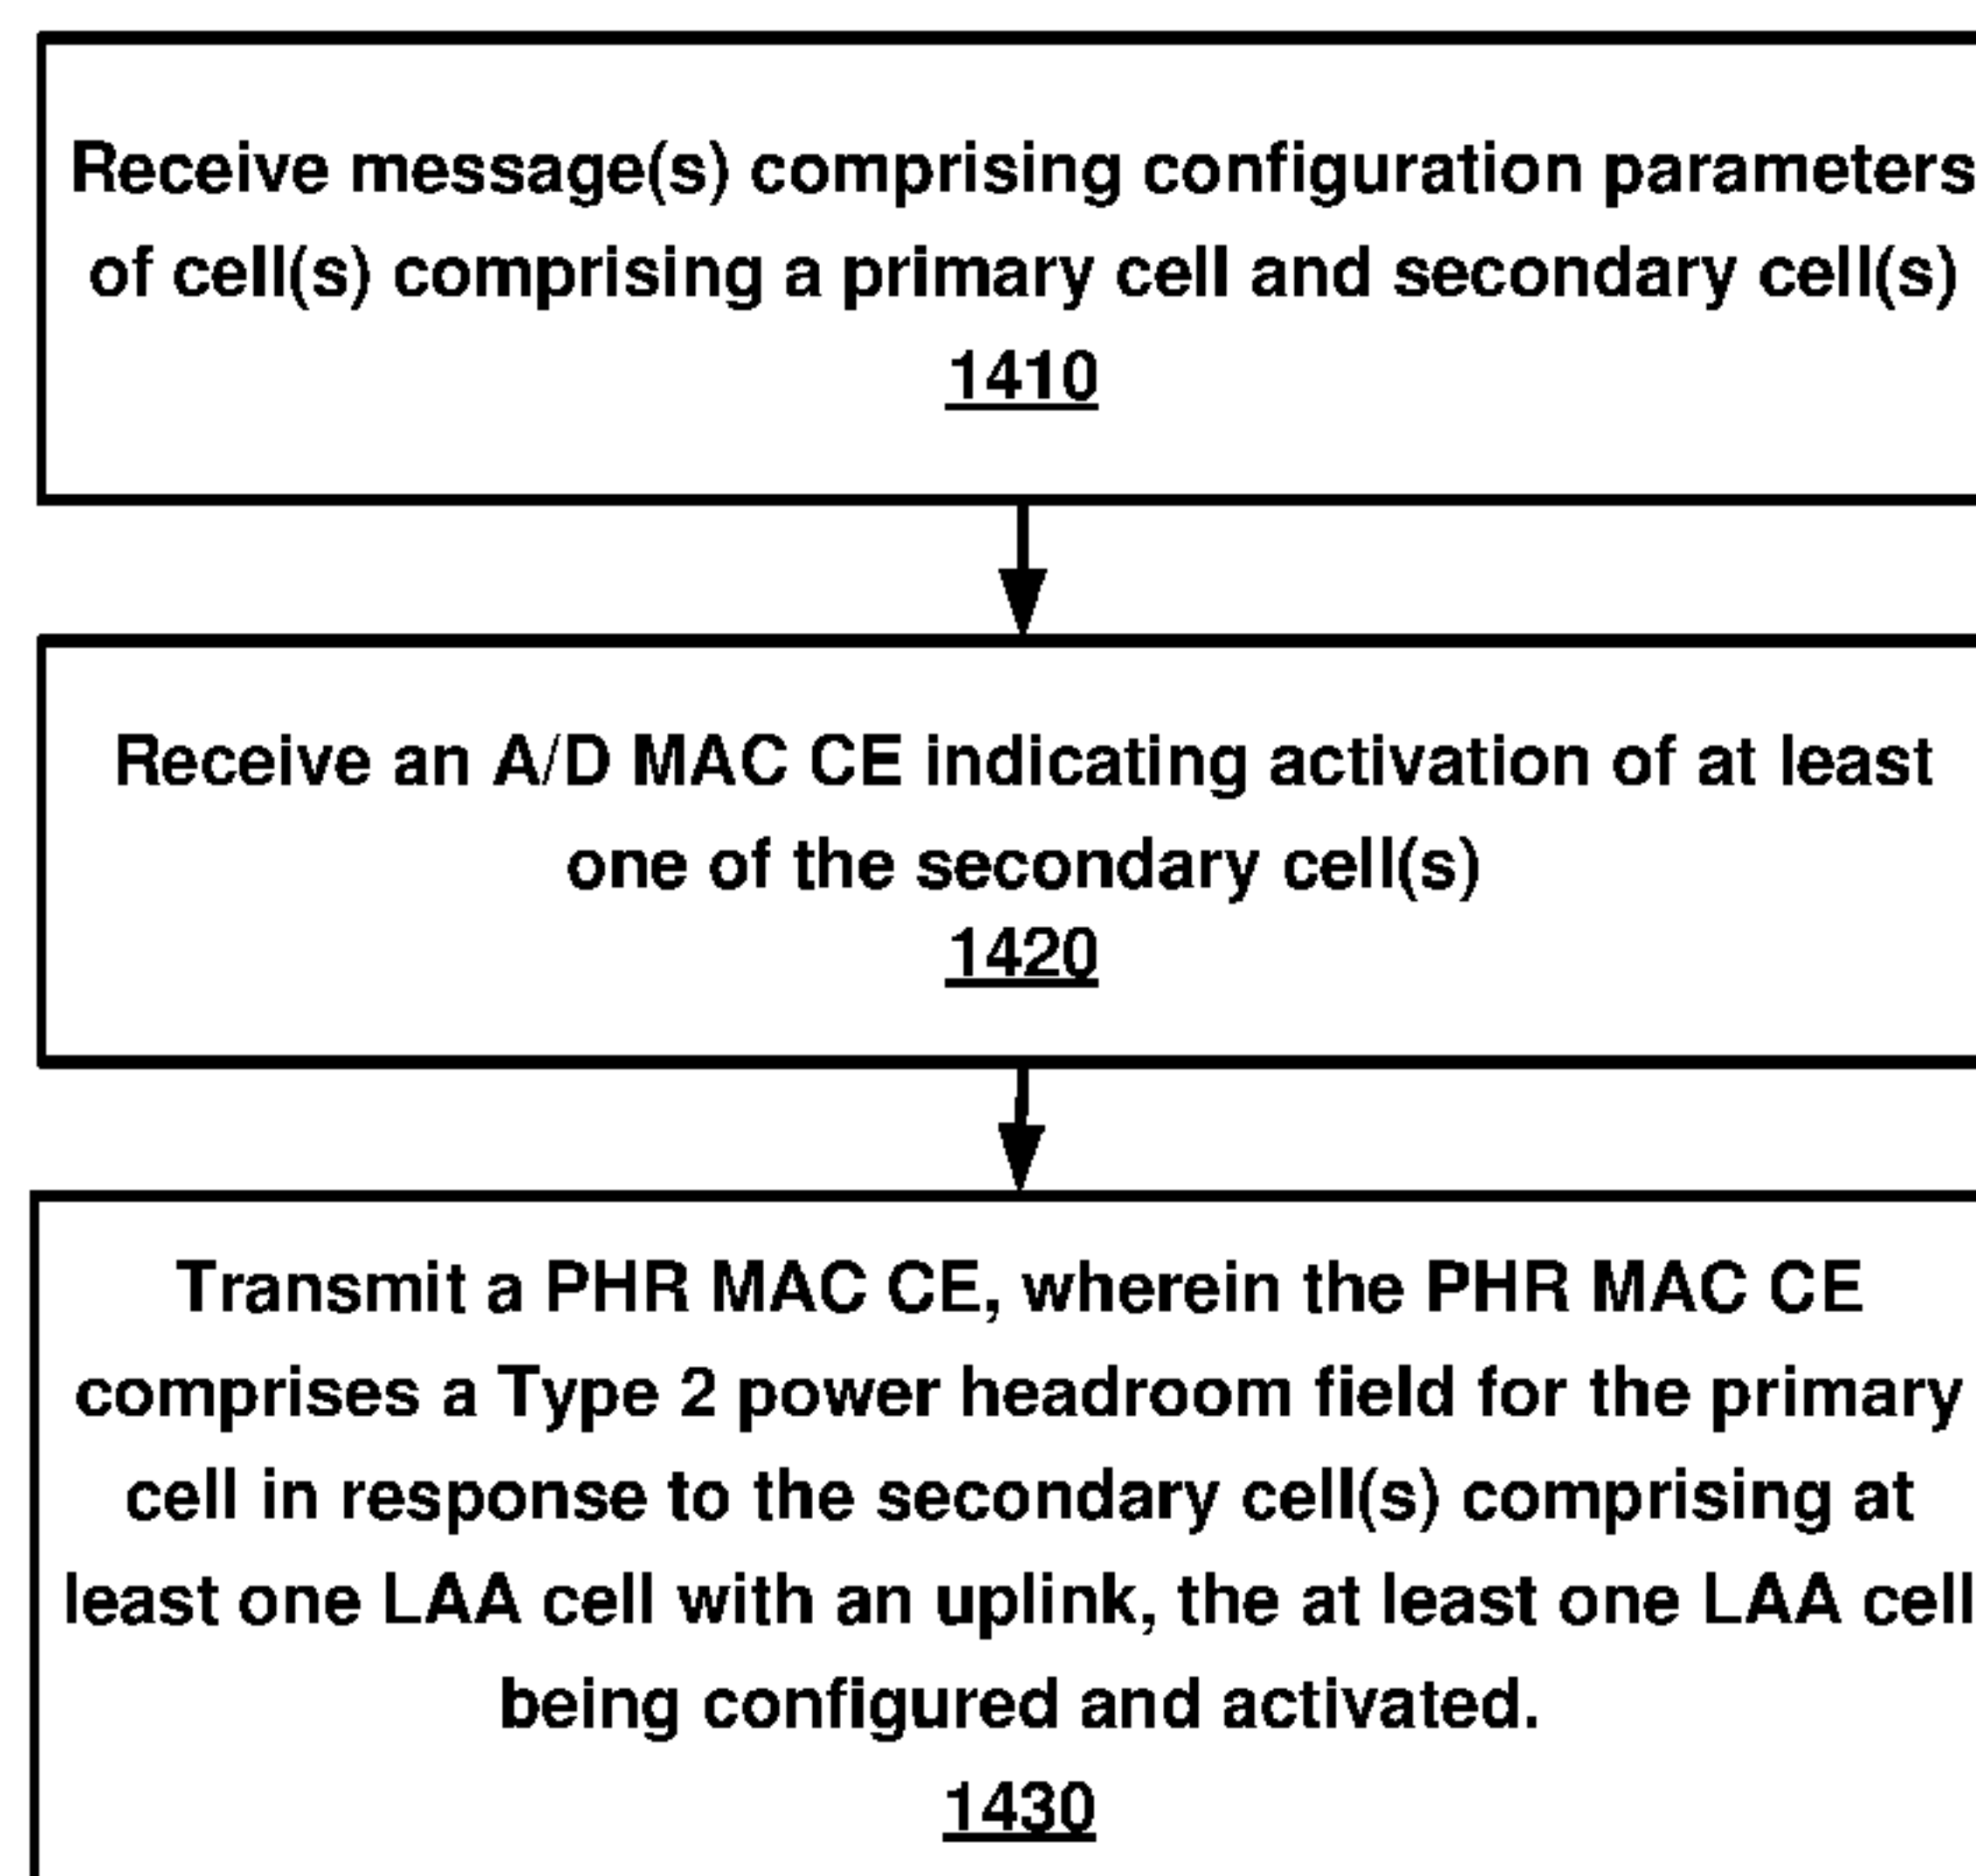 Receive message(s) comprising configuration parameters
of cell(s) comprising a primary cell and secondary cell(s)
1410
Receive an A/D MAC CE indicating activation of at least
one of the secondary cell(s)
1420
Transmit a PHR MAC CE, wherein the PHR MAC CE
comprises a Type 2 power headroom field for the primary
cell in response to the secondary cell(s) comprising at
least one LAA cell with an uplink, the at least one LAA cell
being configured and activated.
1430